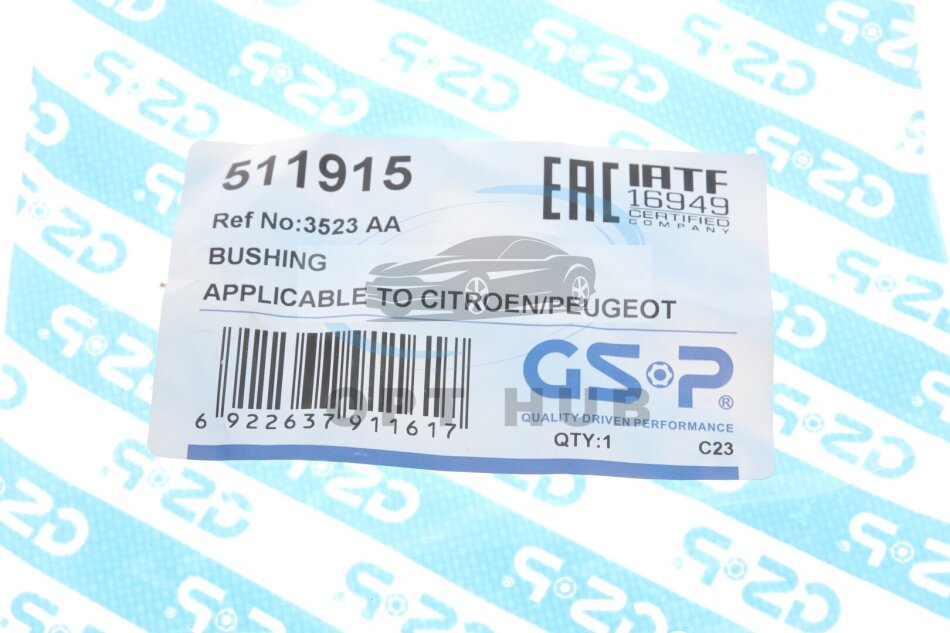 511915
EAC
IATF
16949
CERTIFIED
COMPANY
Ref No:3523 AA
BUSHING
APPLICABLE TO CITROEN/PEUGEOT
GSP®
QUALITY DRIVEN PERFORMANCE
6 922637 911617
OPT HUB
QTY:1
C23